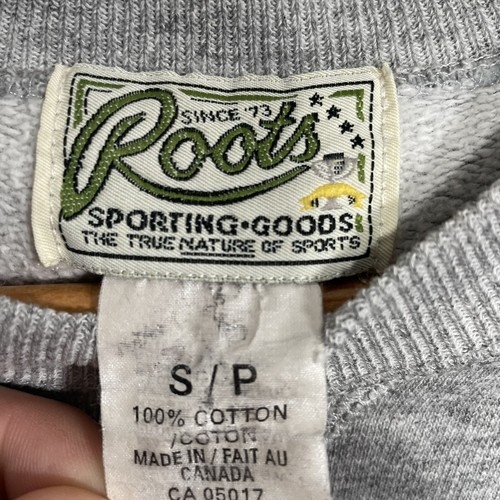 SINCE '73
Roots
SPORTING•GOODS
THE TRUE NATURE OF SPORTS
S/P
100% COTTON
/COTON
MADE IN / FAIT AU
CANADA
CA 05017